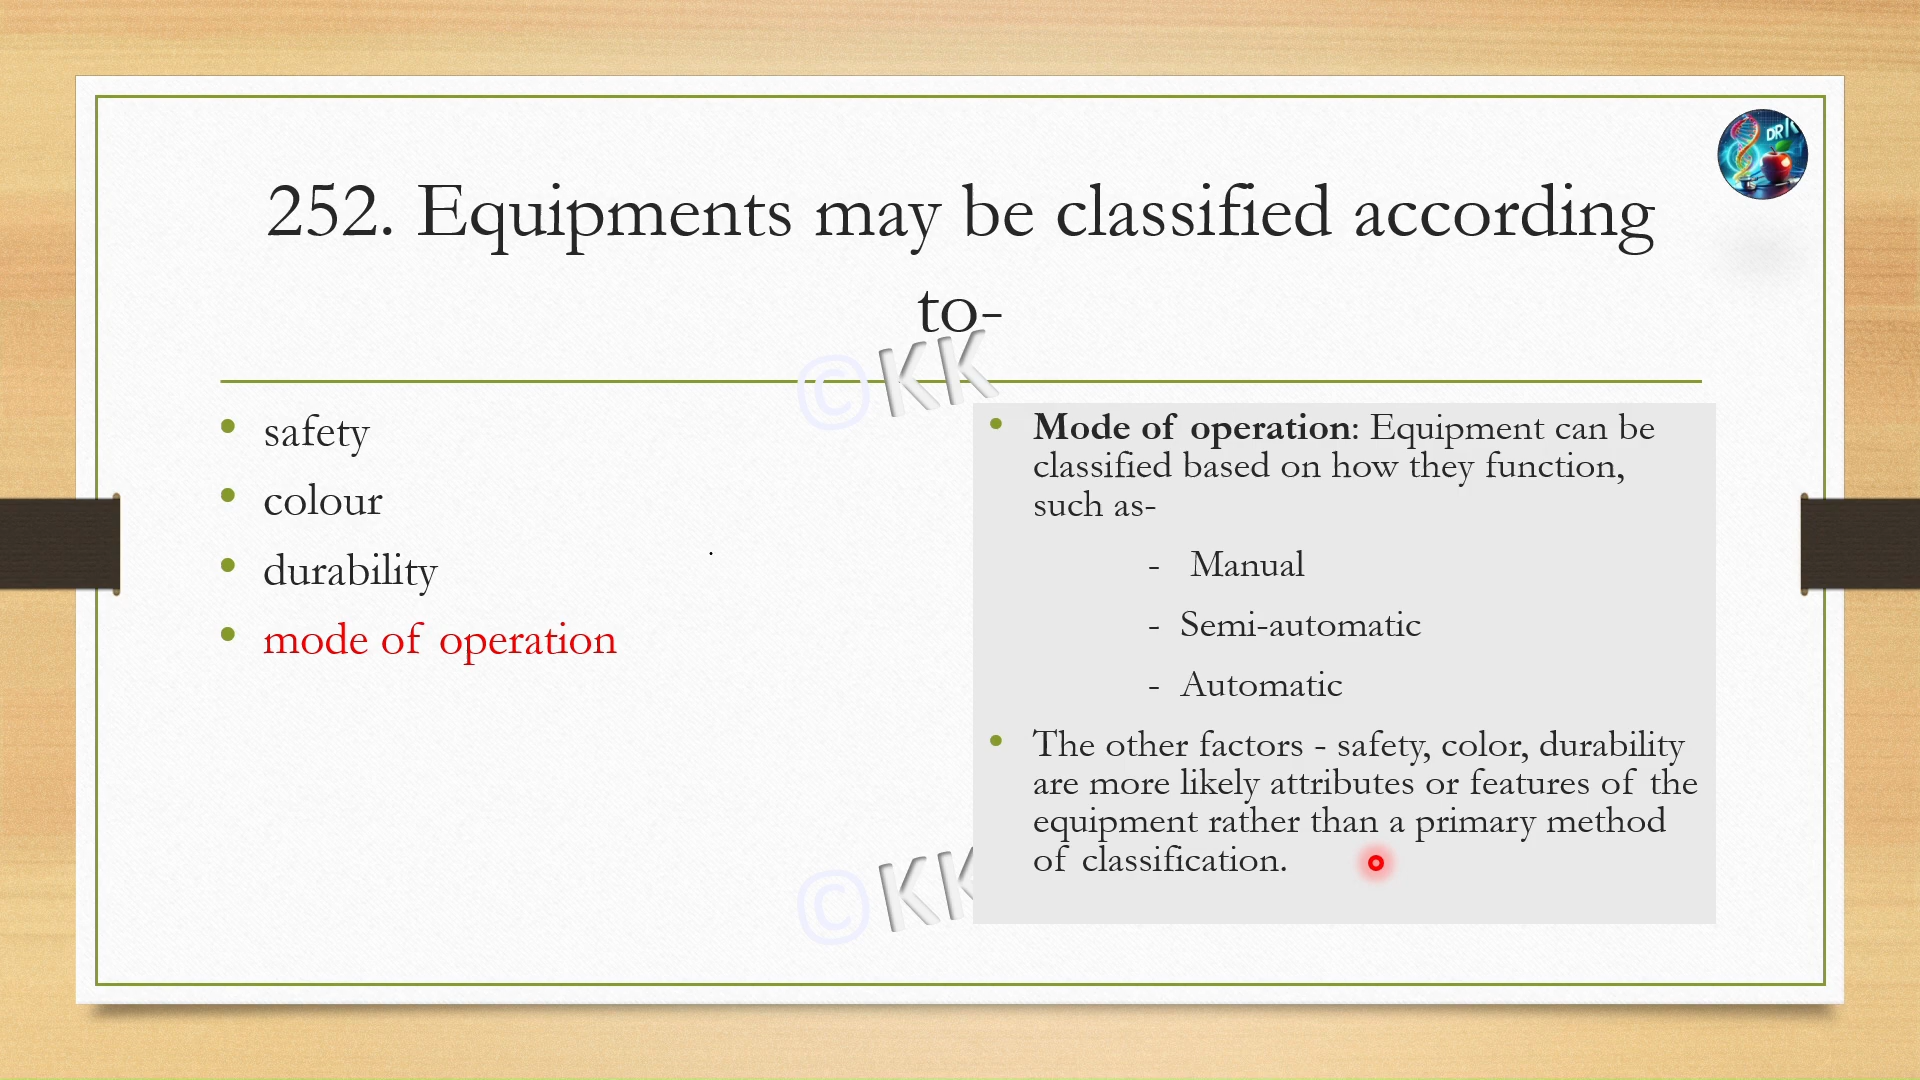 252. Equipments may be classified according
to-
©KK
• safety
• colour
• durability
• mode of operation
• Mode of operation: Equipment can be
classified based on how they function,
such as-
- Manual
- Semi-automatic
- Automatic
• The other factors - safety, color, durability
are more likely attributes or features of the
equipment rather than a primary method
of classification.
©KK
DR K